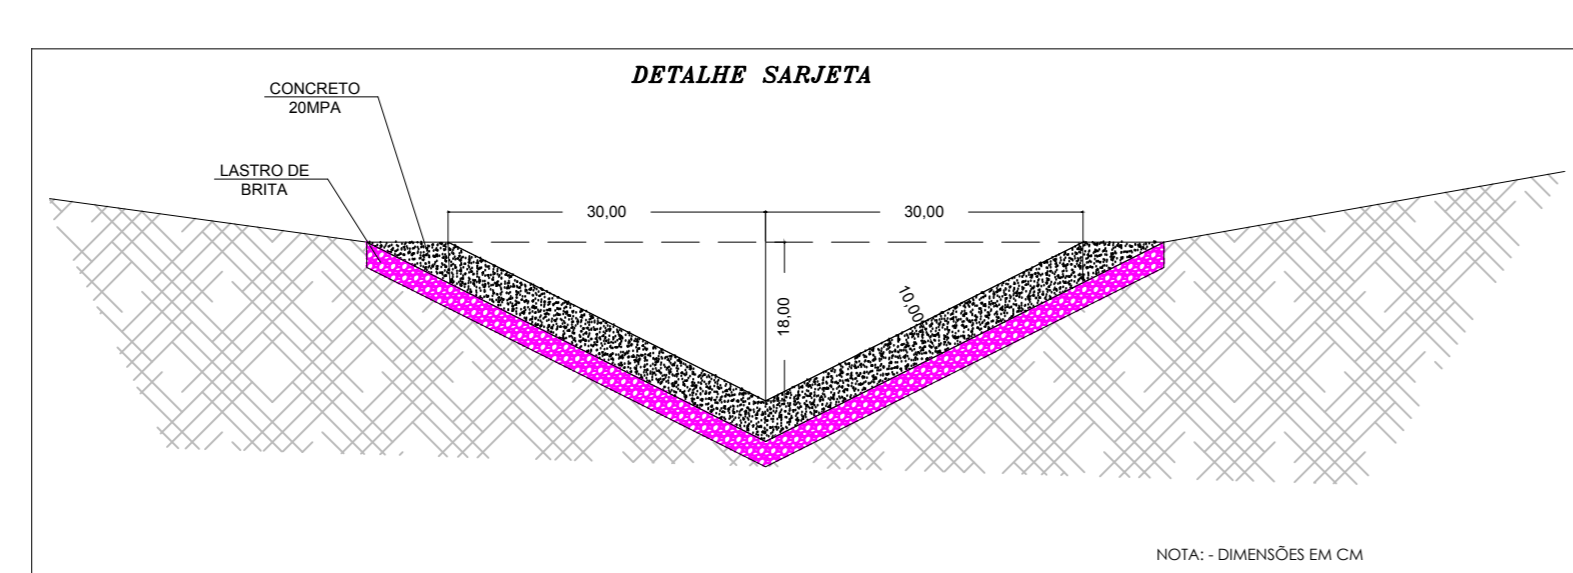 DETALHE SARJETA
CONCRETO
20MPA
LASTRO DE
BRITA
30,00
30,00
18,00
10,00
NOTA: - DIMENSÕES EM CM